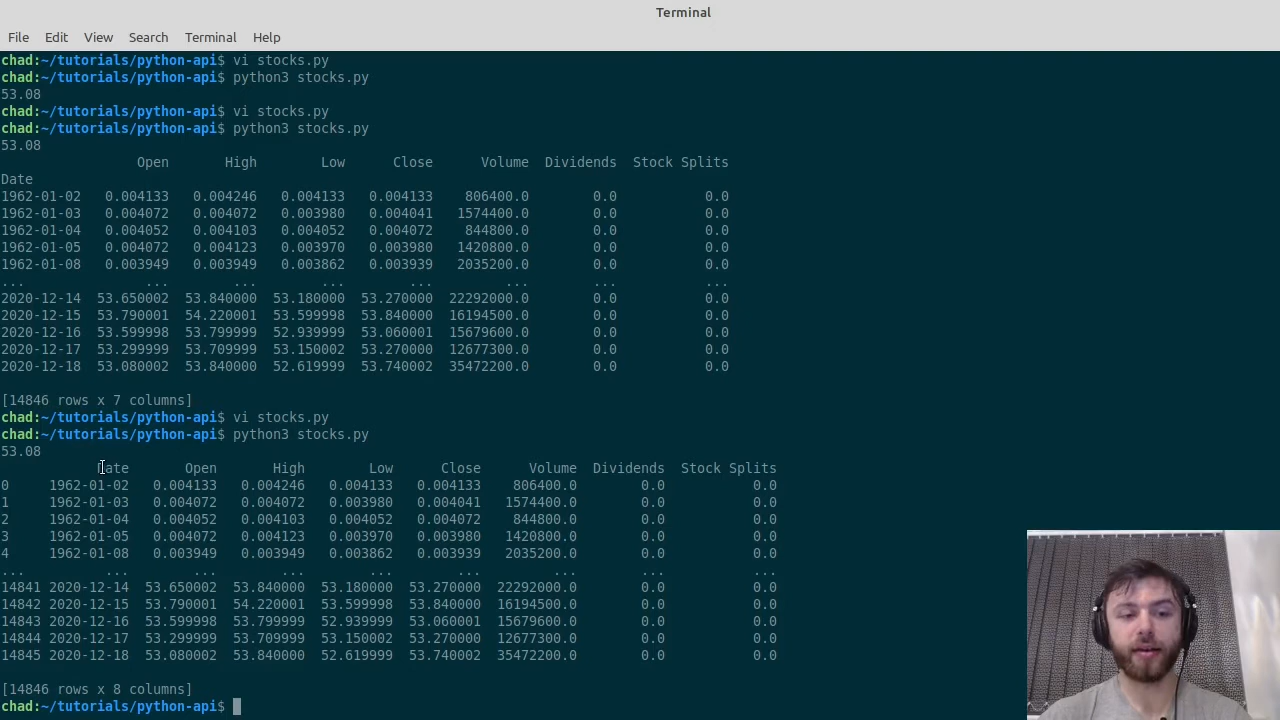 Terminal
File Edit View Search Terminal Help
chad:~/tutorials/python-api$ vi stocks.py
chad:~/tutorials/python-api$ python3 stocks.py
53.08
chad:~/tutorials/python-api$ vi stocks.py
chad:~/tutorials/python-api$ python3 stocks.py
53.08
Open High Low Close Volume Dividends Stock Splits
Date
1962-01-02 0.004133 0.004246 0.004133 0.004133 806400.0 0.0 0.0
1962-01-03 0.004072 0.004072 0.003980 0.004041 1574400.0 0.0 0.0
1962-01-04 0.004052 0.004103 0.004052 0.004072 844800.0 0.0 0.0
1962-01-05 0.004072 0.004123 0.003970 0.003980 1420800.0 0.0 0.0
1962-01-08 0.003949 0.003949 0.003862 0.003939 2035200.0 0.0 0.0
... ... ... ... ... ... ... ...
2020-12-14 53.650002 53.840000 53.180000 53.270000 22292000.0 0.0 0.0
2020-12-15 53.790001 54.220001 53.599998 53.840000 16194500.0 0.0 0.0
2020-12-16 53.599998 53.799999 52.939999 53.060001 15679600.0 0.0 0.0
2020-12-17 53.299999 53.709999 53.150002 53.270000 12677300.0 0.0 0.0
2020-12-18 53.080002 53.840000 52.619999 53.740002 35472200.0 0.0 0.0
[14846 rows x 7 columns]
chad:~/tutorials/python-api$ vi stocks.py
chad:~/tutorials/python-api$ python3 stocks.py
53.08
Date Open High Low Close Volume Dividends Stock Splits
0 1962-01-02 0.004133 0.004246 0.004133 0.004133 806400.0 0.0 0.0
1 1962-01-03 0.004072 0.004072 0.003980 0.004041 1574400.0 0.0 0.0
2 1962-01-04 0.004052 0.004103 0.004052 0.004072 844800.0 0.0 0.0
3 1962-01-05 0.004072 0.004123 0.003970 0.003980 1420800.0 0.0 0.0
4 1962-01-08 0.003949 0.003949 0.003862 0.003939 2035200.0 0.0 0.0
... ... ... ... ... ... ... ... ...
14841 2020-12-14 53.650002 53.840000 53.180000 53.270000 22292000.0 0.0 0.0
14842 2020-12-15 53.790001 54.220001 53.599998 53.840000 16194500.0 0.0 0.0
14843 2020-12-16 53.599998 53.799999 52.939999 53.060001 15679600.0 0.0 0.0
14844 2020-12-17 53.299999 53.709999 53.150002 53.270000 12677300.0 0.0 0.0
14845 2020-12-18 53.080002 53.840000 52.619999 53.740002 35472200.0 0.0 0.0
[14846 rows x 8 columns]
chad:~/tutorials/python-api$